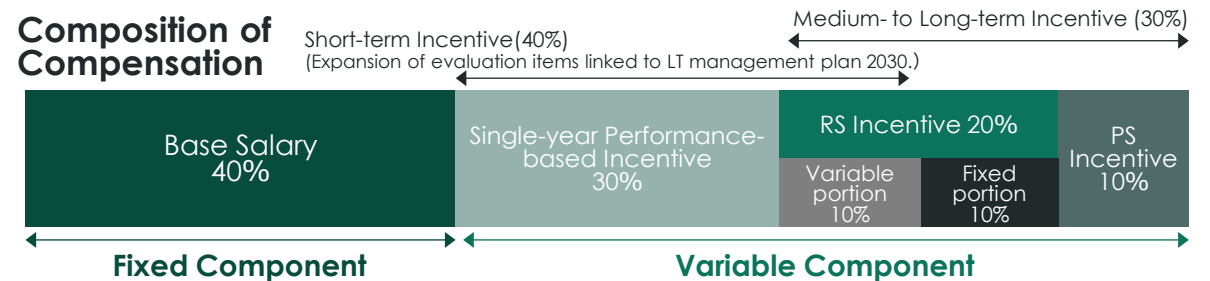 Composition of
Compensation
Short-term Incentive(40%)
(Expansion of evaluation items linked to LT management plan 2030.)
Medium- to Long-term Incentive (30%)
Base Salary
40%
Single-year Performance-
based Incentive
30%
RS Incentive 20%
Variable
portion
10%
Fixed
portion
10%
PS
Incentive
10%
Fixed Component
Variable Component